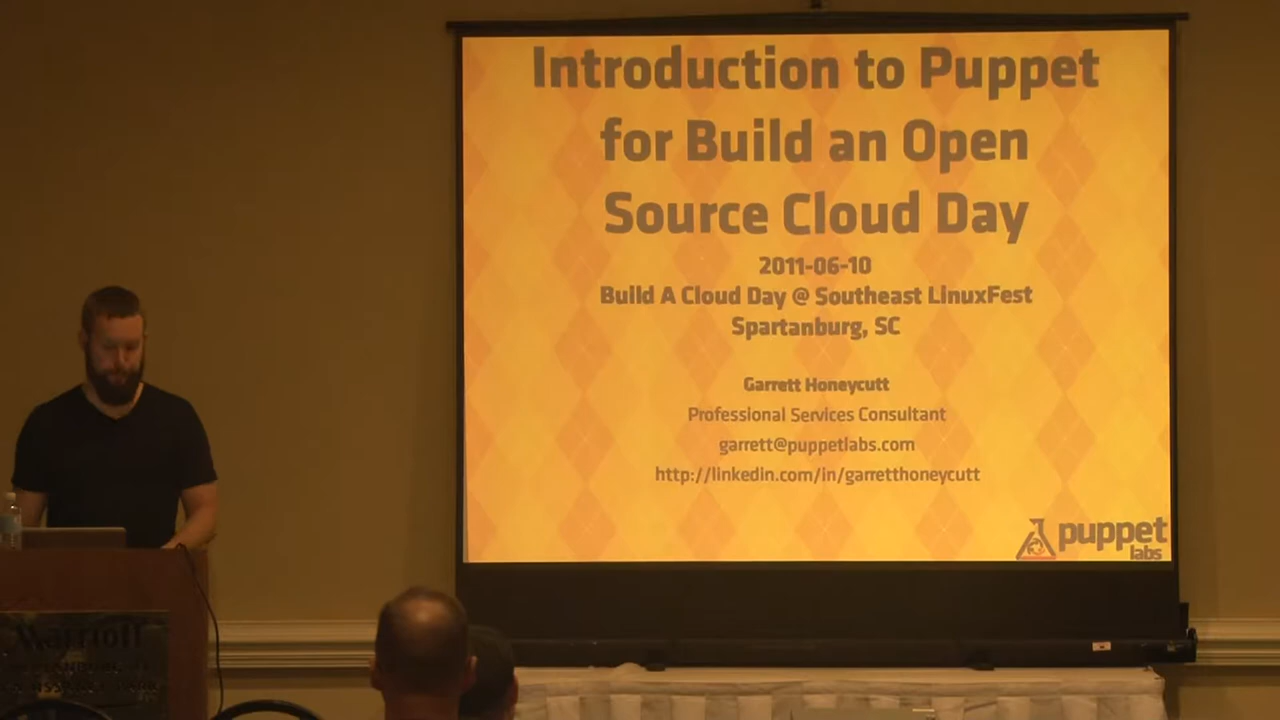 Introduction to Puppet
for Build an Open
Source Cloud Day
2011-06-10
Build A Cloud Day @ Southeast LinuxFest
Spartanburg, SC
Garrett Honeycutt
Professional Services Consultant
garrett@puppetlabs.com
http://linkedin.com/in/garretthoneycutt
puppet
labs
Marriott